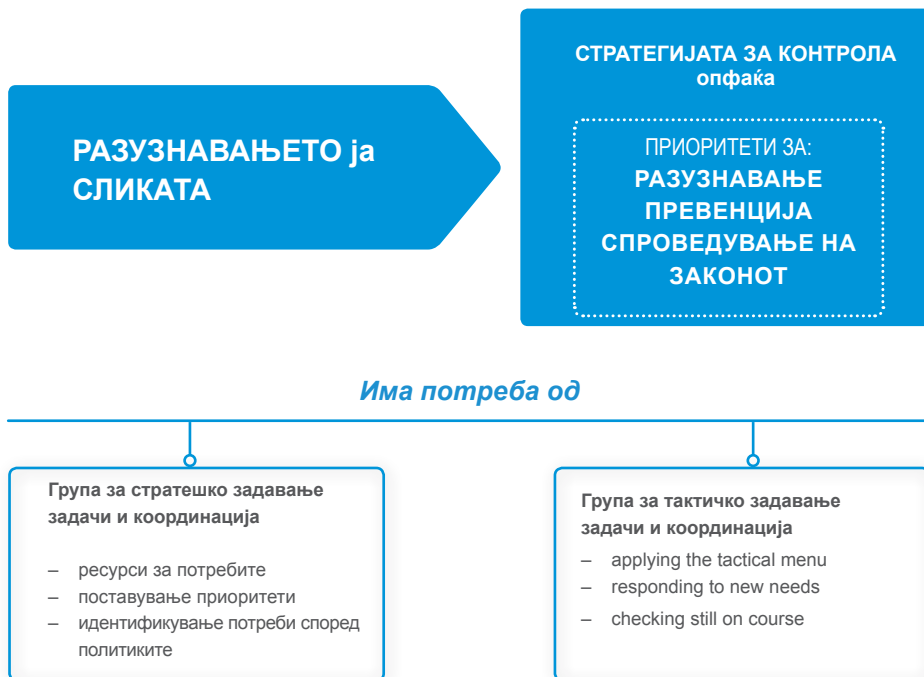 РАЗУЗНАВАЊЕТО ја
СЛИКАТА
СТРАТЕГИЈАТА ЗА КОНТРОЛА
опфаќа
ПРИОРИТЕТИ ЗА:
РАЗУЗНАВАЊЕ
ПРЕВЕНЦИЈА
СПРОВЕДУВАЊЕ НА
ЗАКОНОТ
Има потреба од
Група за стратешко задавање
задачи и координација
– ресурси за потребите
– поставување приоритети
– идентификување потреби според
политиките
Група за тактичко задавање
задачи и координација
– applying the tactical menu
– responding to new needs
– checking still on course